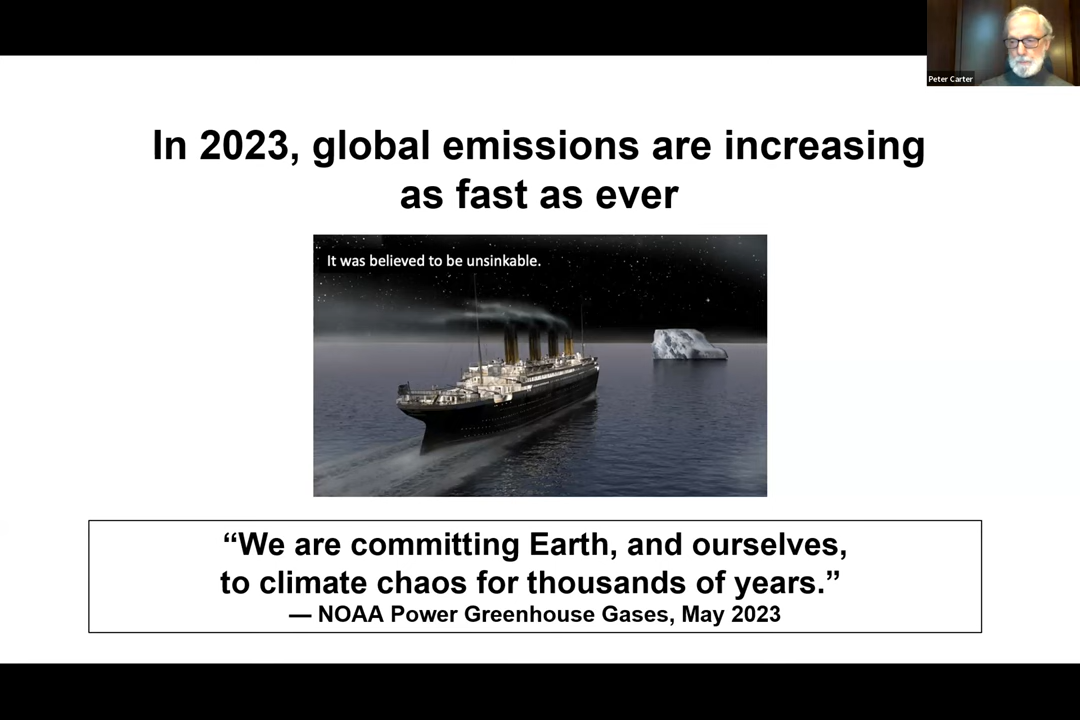 Peter Carter
In 2023, global emissions are increasing
as fast as ever
It was believed to be unsinkable.
“We are committing Earth, and ourselves,
to climate chaos for thousands of years.”
— NOAA Power Greenhouse Gases, May 2023